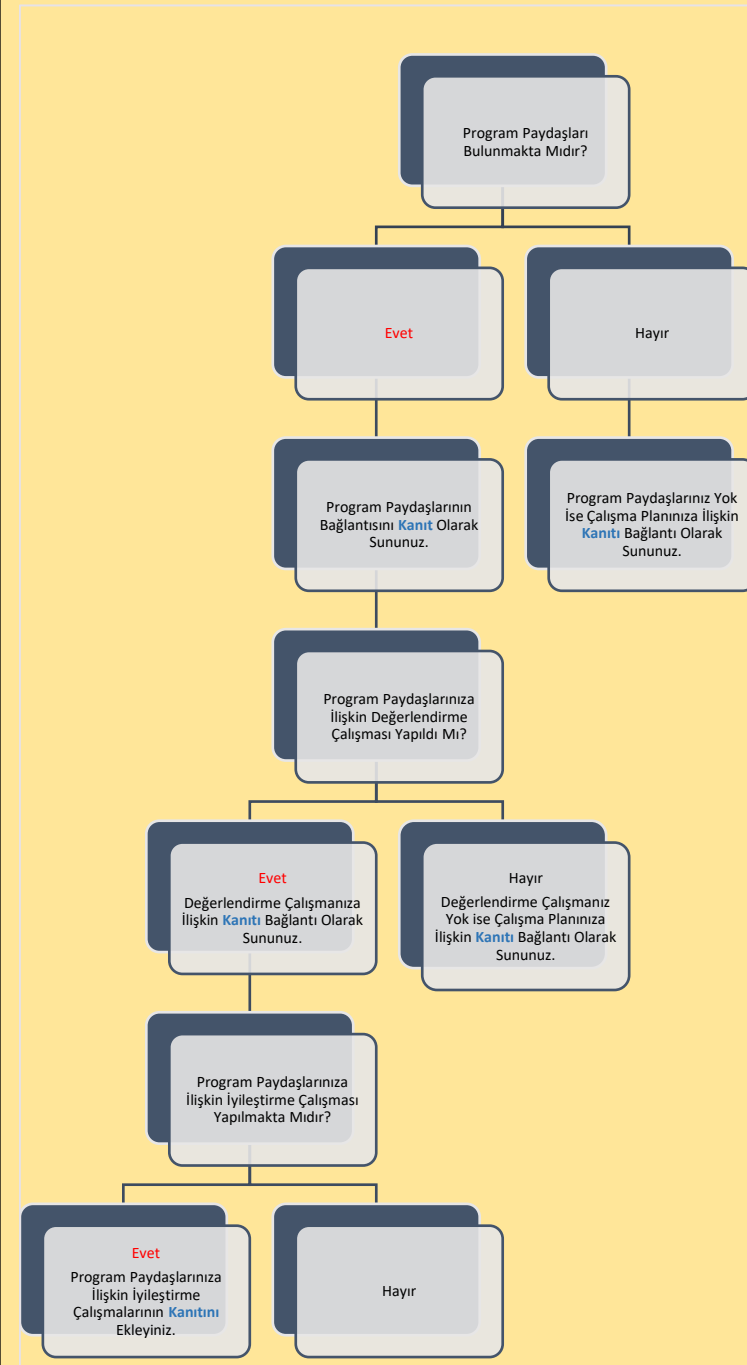 Program Paydaşları
Bulunmakta Mıdır?
Evet
Hayır
Program Paydaşlarının
Bağlantısını Kanıt Olarak
Sununuz.
Program Paydaşlarınız Yok
İse Çalışma Planınıza İlişkin
Kanıtı Bağlantı Olarak
Sununuz.
Program Paydaşlarınıza
İlişkin Değerlendirme
Çalışması Yapıldı Mı?
Evet
Değerlendirme Çalışmanıza
İlişkin Kanıtı Bağlantı Olarak
Sununuz.
Hayır
Değerlendirme Çalışmanız
Yok ise Çalışma Planınıza
İlişkin Kanıtı Bağlantı Olarak
Sununuz.
Program Paydaşlarınıza
İlişkin İyileştirme Çalışması
Yapılmakta Mıdır?
Evet
Program Paydaşlarınıza
İlişkin İyileştirme
Çalışmalarının Kanıtını
Ekleyiniz.
Hayır